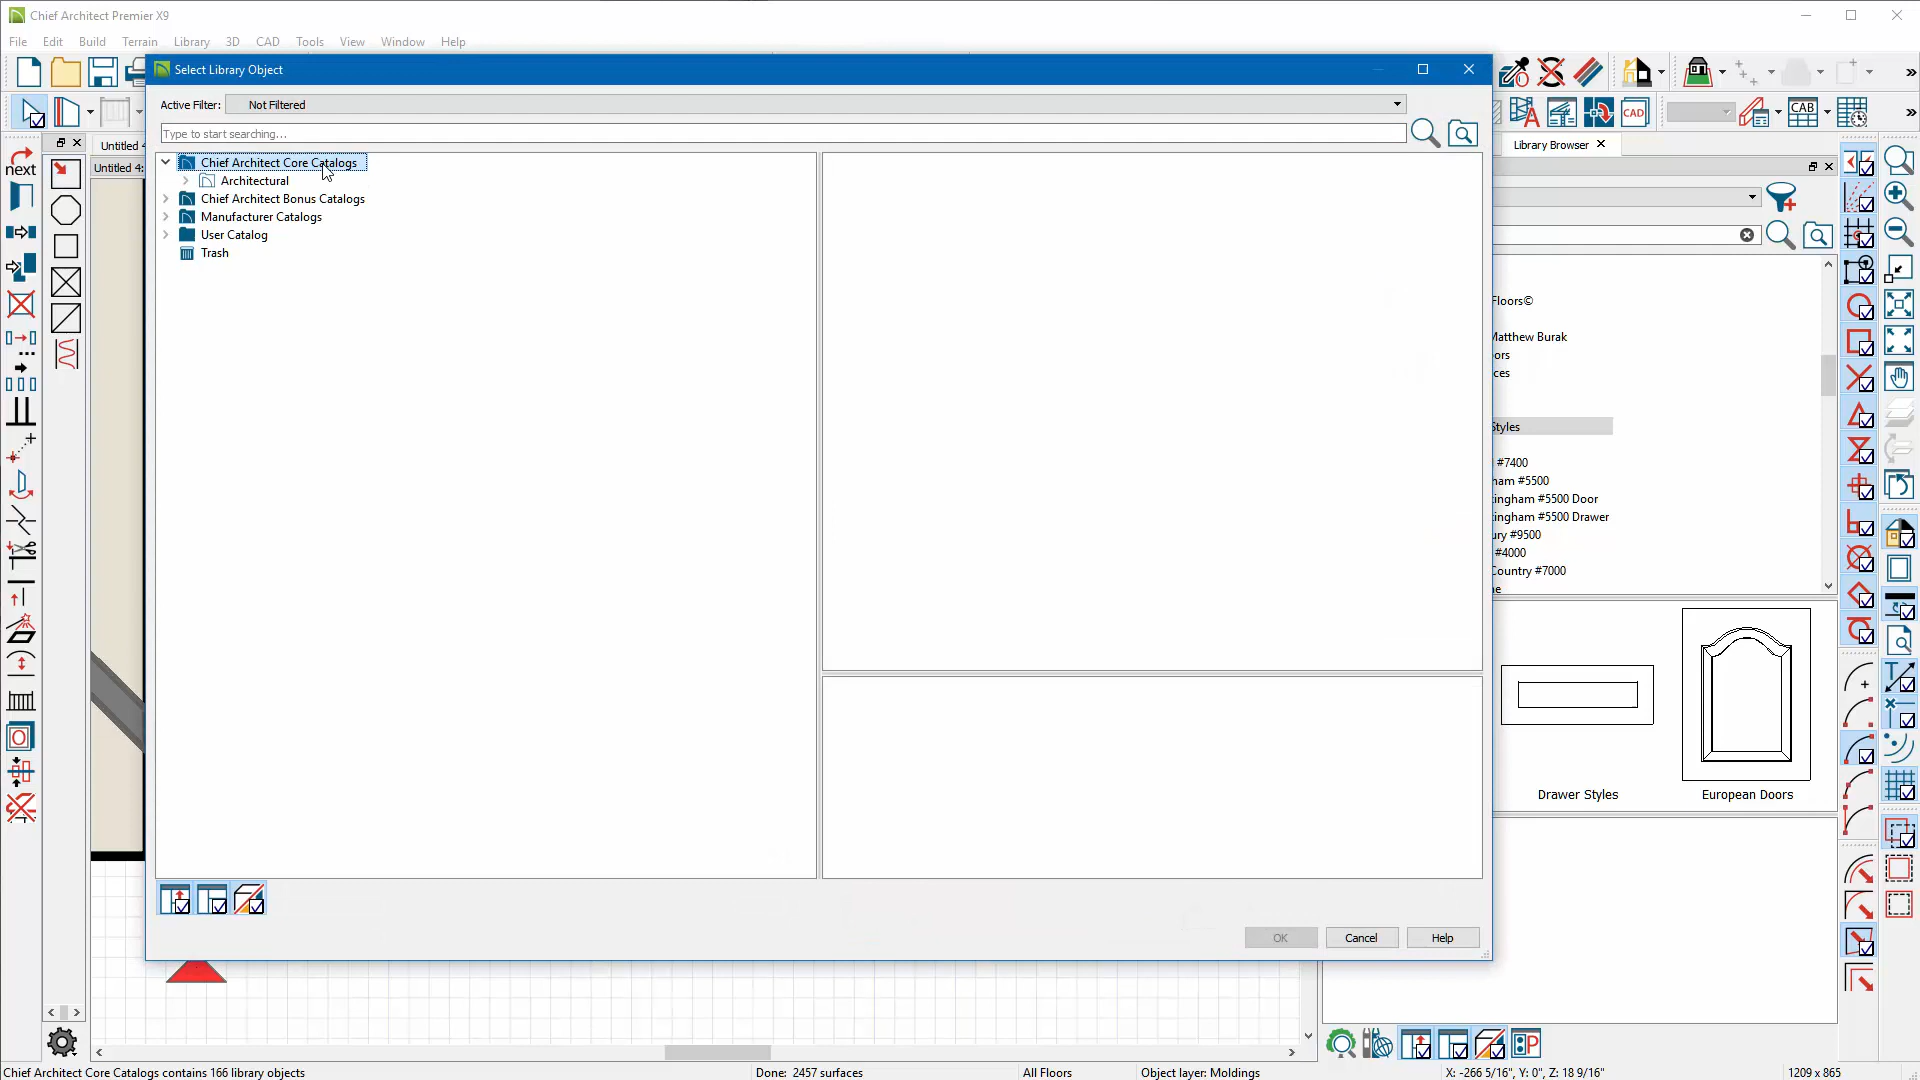 Chief Architect Premier X9
File Edit Build Terrain Library 3D CAD Tools View Window Help
Select Library Object
Active Filter: Not Filtered
Type to start searching...
Chief Architect Core Catalogs
Architectural
Chief Architect Bonus Catalogs
Manufacturer Catalogs
User Catalog
Trash
next
Untitled 4
Untitled 4:
CAD
CAB
A
Library Browser
Floors©
Matthew Burak
ors
ces
Styles
#7400
ham #5500
ingham #5500 Door
ingham #5500 Drawer
ury #9500
#4000
Country #7000
ne
Drawer Styles
European Doors
OK Cancel Help
Chief Architect Core Catalogs contains 166 library objects
Done: 2457 surfaces
All Floors
Object layer: Moldings
X: -266 5/16", Y: 0", Z: 18 9/16"
1209 x 865